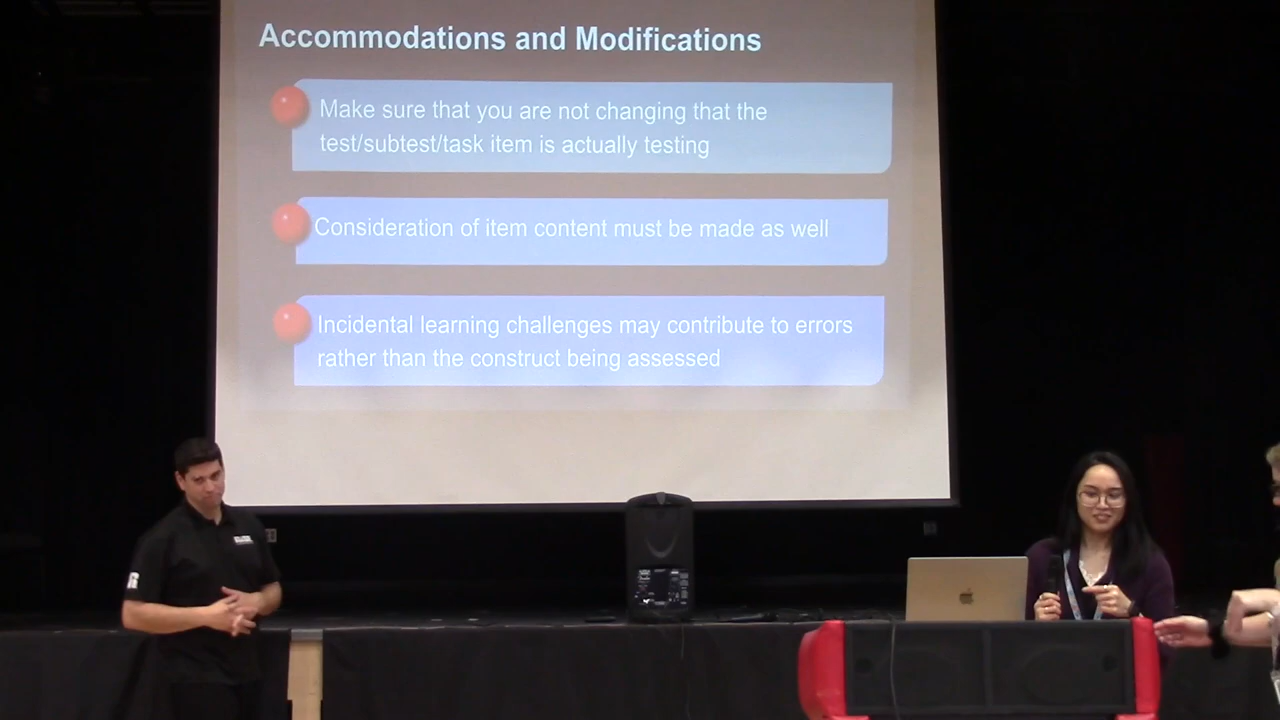 Accommodations and Modifications
Make sure that you are not changing that the
test/subtest/task item is actually testing
Consideration of item content must be made as well
Incidental learning challenges may contribute to errors
rather than the construct being assessed